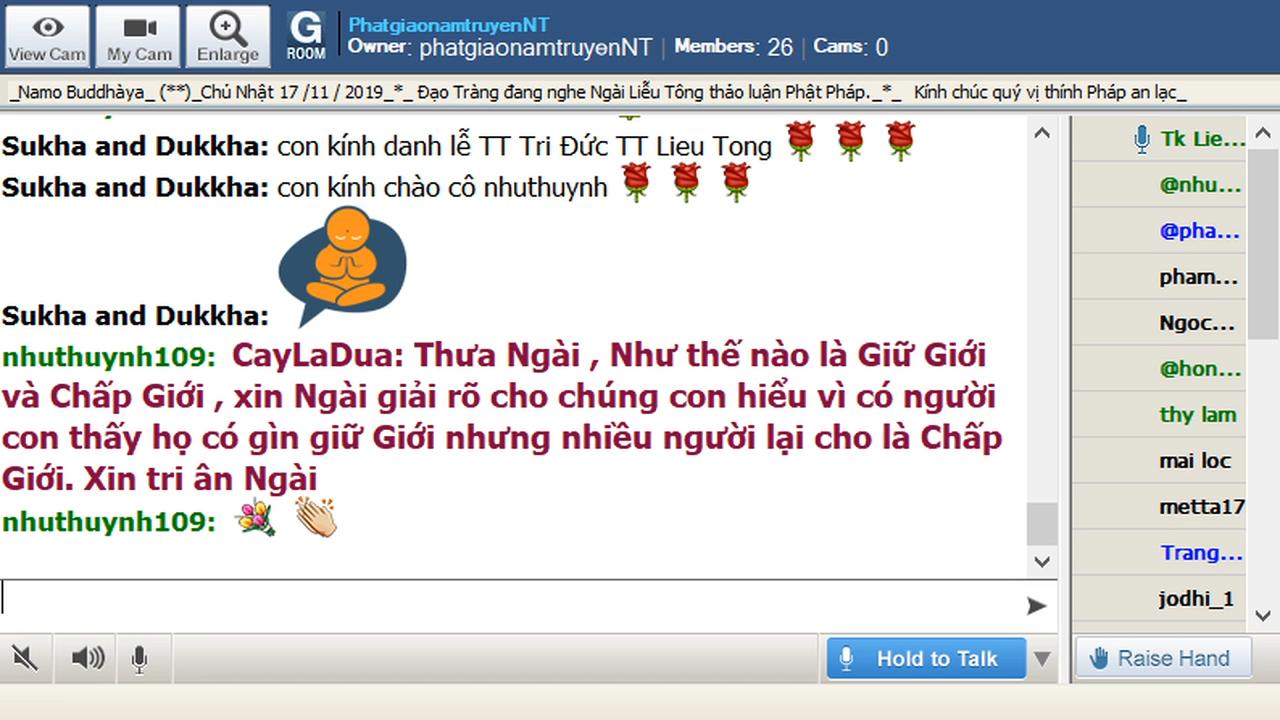 PhatgiaonamtruyenNT
View Cam My Cam Enlarge G ROOM Owner: phatgiaonamtruyenNT | Members: 26 | Cams: 0
_Namo Buddhàya_ (**)_Chủ Nhật 17 /11 / 2019_*_ Đạo Tràng đang nghe Ngài Liễu Tông thảo luận Phật Pháp._*_ Kính chúc quý vị thính Pháp an lạc_
Sukha and Dukkha: con kính danh lễ TT Tri Đức TT Lieu Tong
Sukha and Dukkha: con kính chào cô nhuthuynh
Sukha and Dukkha:
nhuthuynh109: CayLaDua: Thưa Ngài , Như thế nào là Giữ Giới
và Chấp Giới , xin Ngài giải rõ cho chúng con hiểu vì có người
con thấy họ có gìn giữ Giới nhưng nhiều người lại cho là Chấp
Giới. Xin tri ân Ngài
nhuthuynh109:
Tk Lie...
@nhu...
@pha...
pham...
Ngoc...
@hon...
thy lam
mai loc
metta17
Trang...
jodhi_1
Hold to Talk
Raise Hand